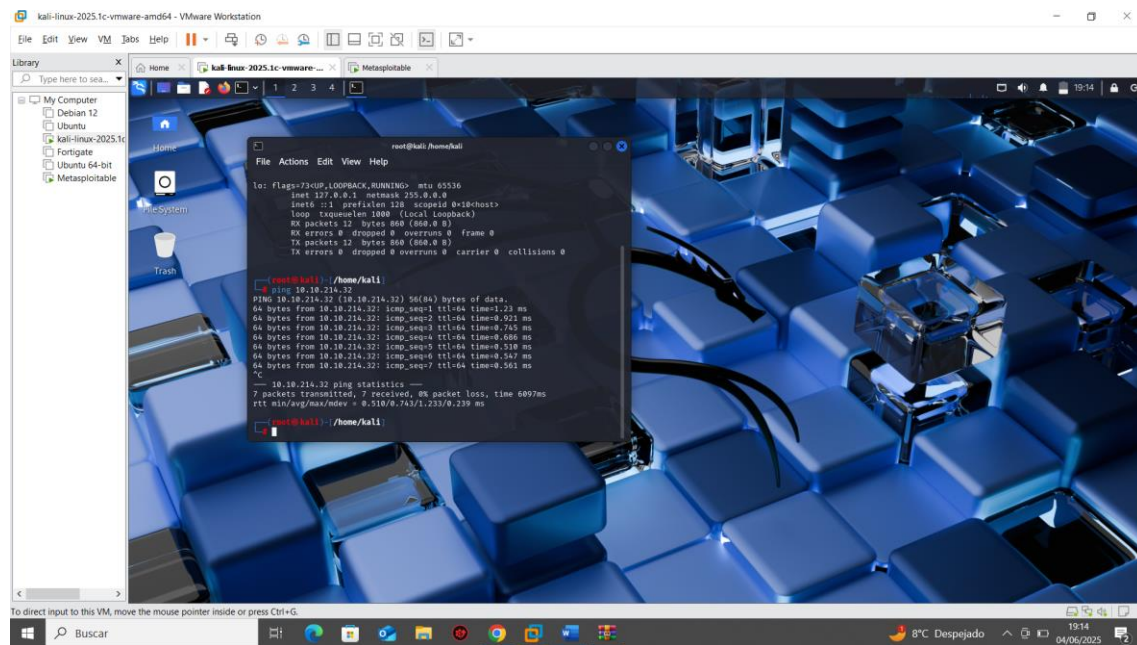 kali-linux-2025.1c-vmware-amd64 - VMware Workstation
File Edit View VM Tabs Help
Library X
Home
kali-linux-2025.1c-vmware-...
Metasploitable
Type here to sea...
My Computer
Debian 12
Ubuntu
kali-linux-2025.1c
Fortigate
Ubuntu 64-bit
Metasploitable
1 2 3 4
19:14
Home
File System
Trash
root@kali: /home/kali
File Actions Edit View Help
lo: flags=73<UP,LOOPBACK,RUNNING> mtu 65536
inet 127.0.0.1 netmask 255.0.0.0
inet6 ::1 prefixlen 128 scopeid 0×10<host>
loop txqueuelen 1000 (Local Loopback)
RX packets 12 bytes 860 (860.0 B)
RX errors 0 dropped 0 overruns 0 frame 0
TX packets 12 bytes 860 (860.0 B)
TX errors 0 dropped 0 overruns 0 carrier 0 collisions 0
(root@kali)-[/home/kali]
# ping 10.10.214.32
PING 10.10.214.32 (10.10.214.32) 56(84) bytes of data.
64 bytes from 10.10.214.32: icmp_seq=1 ttl=64 time=1.23 ms
64 bytes from 10.10.214.32: icmp_seq=2 ttl=64 time=0.921 ms
64 bytes from 10.10.214.32: icmp_seq=3 ttl=64 time=0.745 ms
64 bytes from 10.10.214.32: icmp_seq=4 ttl=64 time=0.686 ms
64 bytes from 10.10.214.32: icmp_seq=5 ttl=64 time=0.510 ms
64 bytes from 10.10.214.32: icmp_seq=6 ttl=64 time=0.547 ms
64 bytes from 10.10.214.32: icmp_seq=7 ttl=64 time=0.561 ms
^C
— 10.10.214.32 ping statistics —
7 packets transmitted, 7 received, 0% packet loss, time 6097ms
rtt min/avg/max/mdev = 0.510/0.743/1.233/0.239 ms
(root@kali)-[/home/kali]
#
To direct input to this VM, move the mouse pointer inside or press Ctrl+G.
Buscar
8°C Despejado
19:14
04/06/2025
2